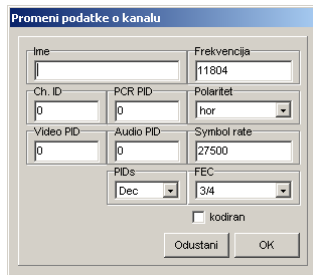 Promeni podatke o kanalu
Ime Frekvencija
11804
Ch. ID PCR PID Polaritet
0 0 hor
Video PID Audio PID Symbol rate
0 0 27500
PIDs FEC
Dec 3/4
kodiran
Odustani OK